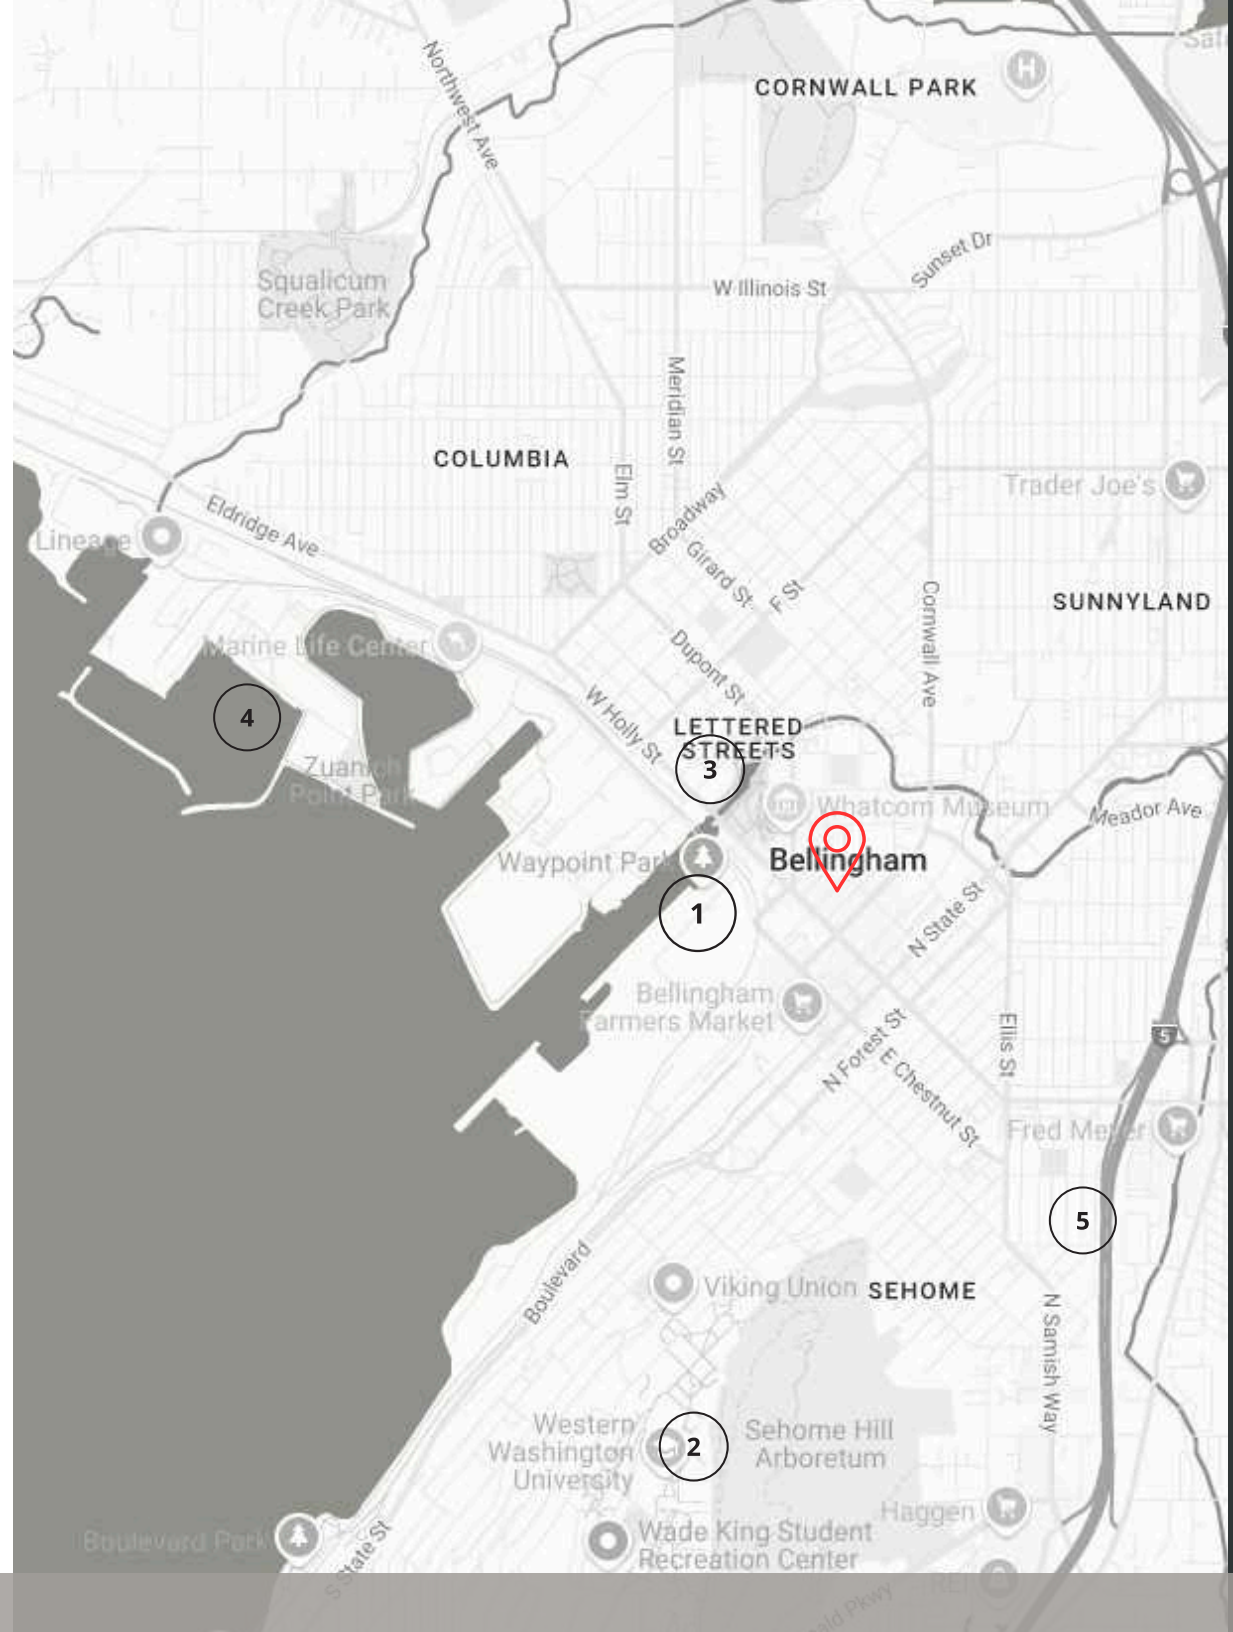 Northwest Ave
CORNWALL PARK
H
Squalicum
Creek Park
W Illinois St
Sunset Dr
Meridian St
COLUMBIA
Elm St
Broadway
Trader Joe's
Eldridge Ave
Lineage
Girard St
F St
Cornwall Ave
SUNNYLAND
Marine Life Center
Dupont St
W Holly St
4
LETTERED
STREETS
3
Zuanich
Point Park
Whatcom Museum
Meador Ave
Waypoint Park
Bellingham
1
N State St
Bellingham
Farmers Market
N Forest St
E Chestnut St
Ellis St
5
Fred Meyer
5
Boulevard
Viking Union
SEHOME
N Samish Way
Western
Washington
University
2
Sehome Hill
Arboretum
Haggen
Boulevard Park
S State St
Wade King Student
Recreation Center
REI